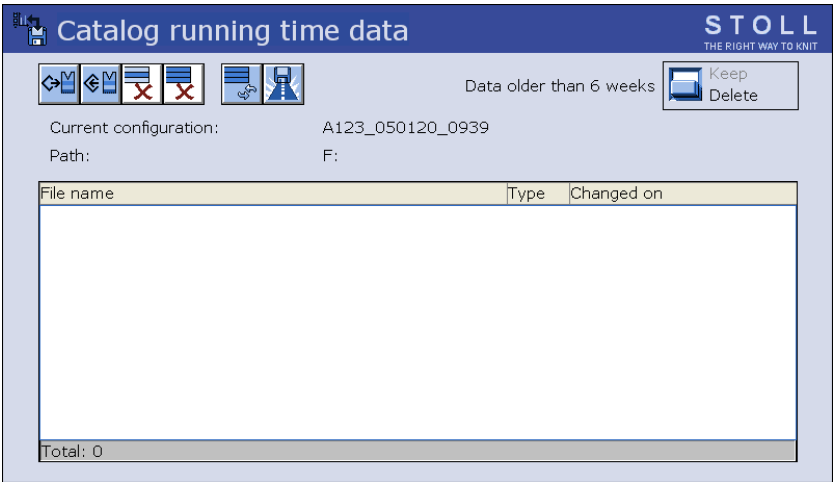 Catalog running time data
STOLL
THE RIGHT WAY TO KNIT
Data older than 6 weeks
Keep
Delete
Current configuration: A123_050120_0939
Path: F:
File name Type Changed on
Total: 0